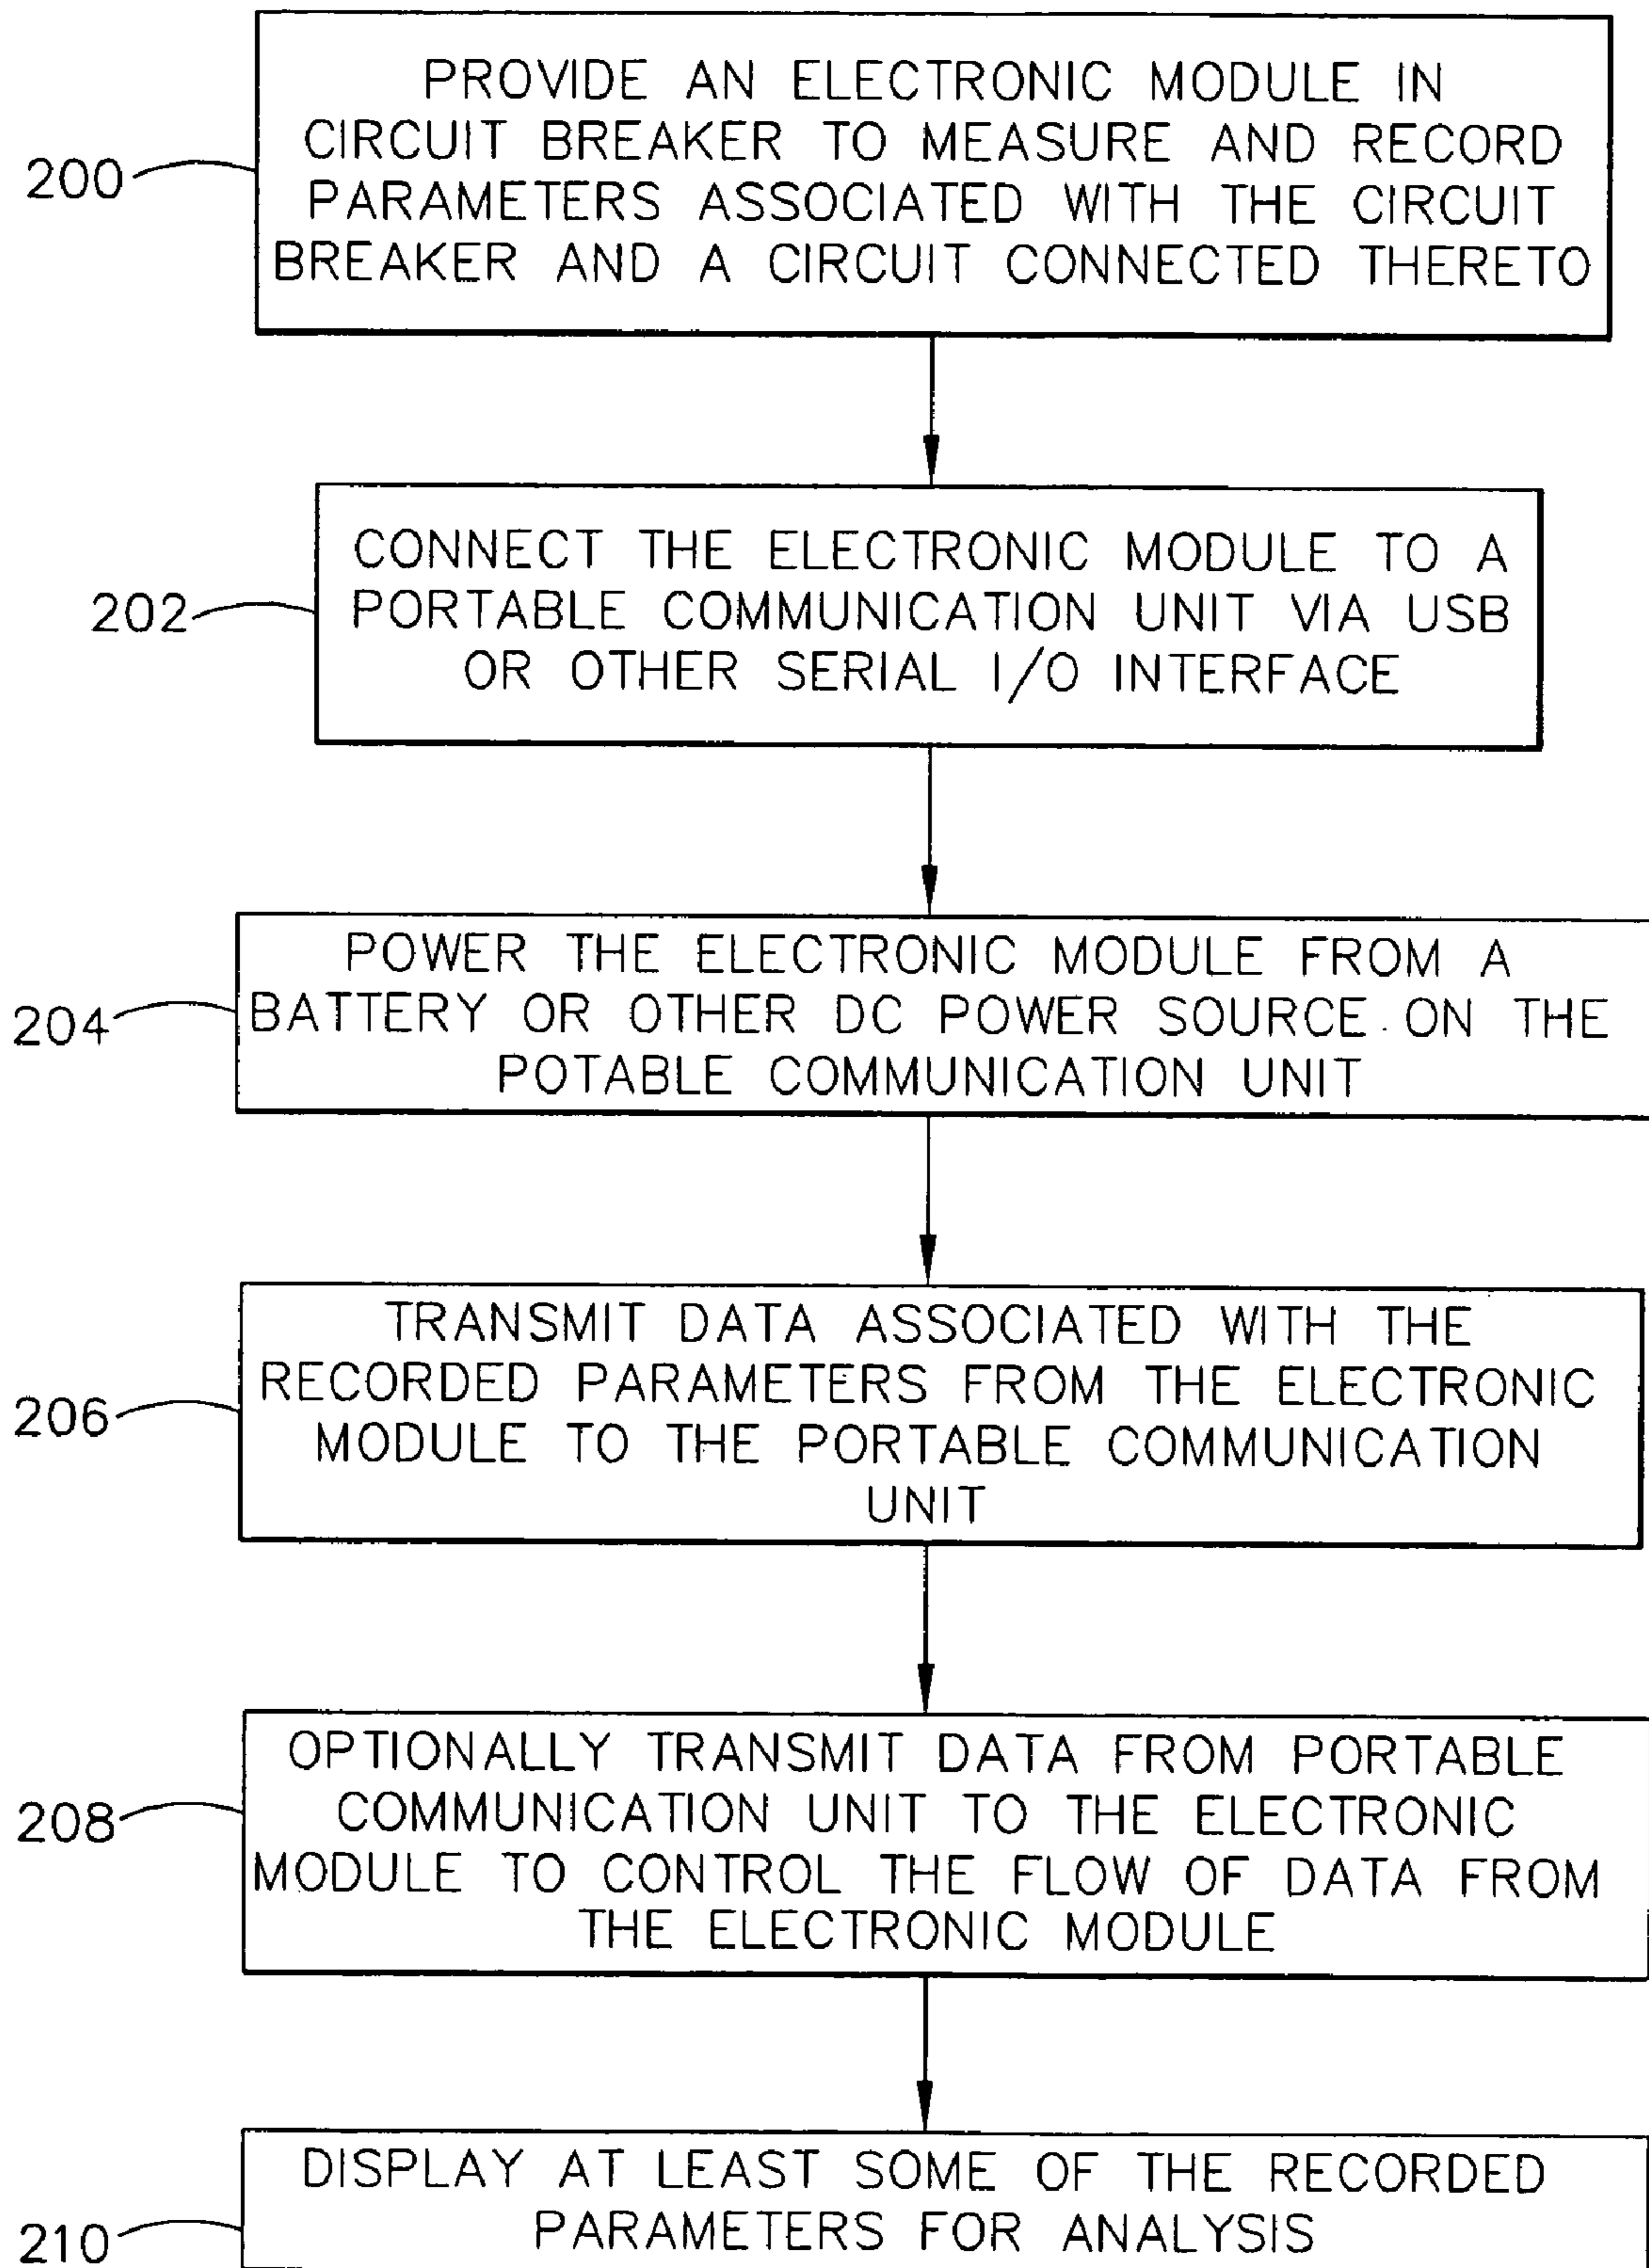 PROVIDE AN ELECTRONIC MODULE IN
CIRCUIT BREAKER TO MEASURE AND RECORD
PARAMETERS ASSOCIATED WITH THE CIRCUIT
BREAKER AND A CIRCUIT CONNECTED THERETO
200
CONNECT THE ELECTRONIC MODULE TO A
PORTABLE COMMUNICATION UNIT VIA USB
OR OTHER SERIAL I/O INTERFACE
202
POWER THE ELECTRONIC MODULE FROM A
BATTERY OR OTHER DC POWER SOURCE ON THE
POTABLE COMMUNICATION UNIT
204
TRANSMIT DATA ASSOCIATED WITH THE
RECORDED PARAMETERS FROM THE ELECTRONIC
MODULE TO THE PORTABLE COMMUNICATION
UNIT
206
OPTIONALLY TRANSMIT DATA FROM PORTABLE
COMMUNICATION UNIT TO THE ELECTRONIC
MODULE TO CONTROL THE FLOW OF DATA FROM
THE ELECTRONIC MODULE
208
DISPLAY AT LEAST SOME OF THE RECORDED
PARAMETERS FOR ANALYSIS
210